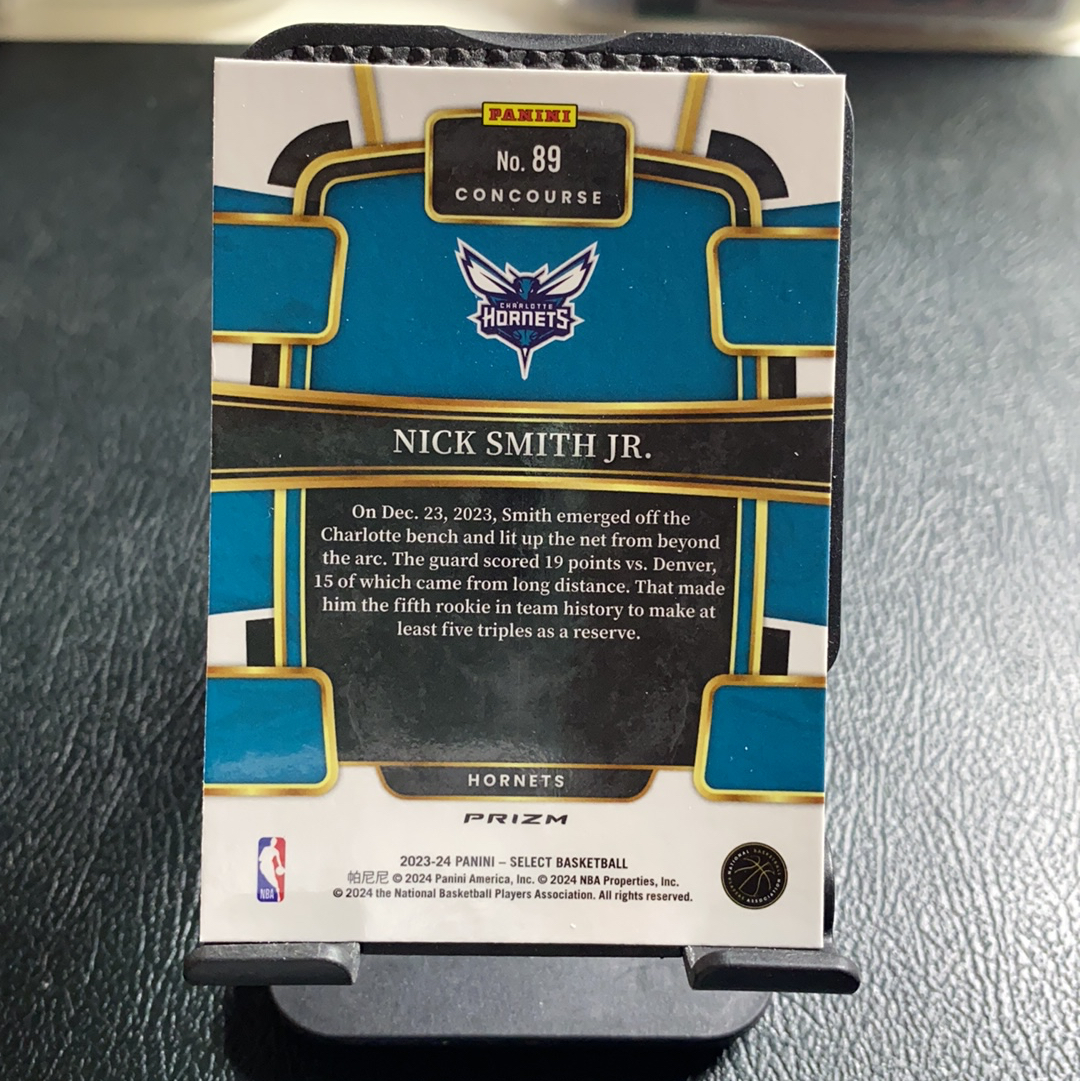 PANINI
No. 89
CONCOURSE
CHARLOTTE
HORNETS
NICK SMITH JR.
On Dec. 23, 2023, Smith emerged off the
Charlotte bench and lit up the net from beyond
the arc. The guard scored 19 points vs. Denver,
15 of which came from long distance. That made
him the fifth rookie in team history to make at
least five triples as a reserve.
HORNETS
PRIZM
2023-24 PANINI – SELECT BASKETBALL
帕尼尼 © 2024 Panini America, Inc. © 2024 NBA Properties, Inc.
© 2024 the National Basketball Players Association. All rights reserved.
NBA
NATIONAL BASKETBALL
PLAYERS ASSOCIATION